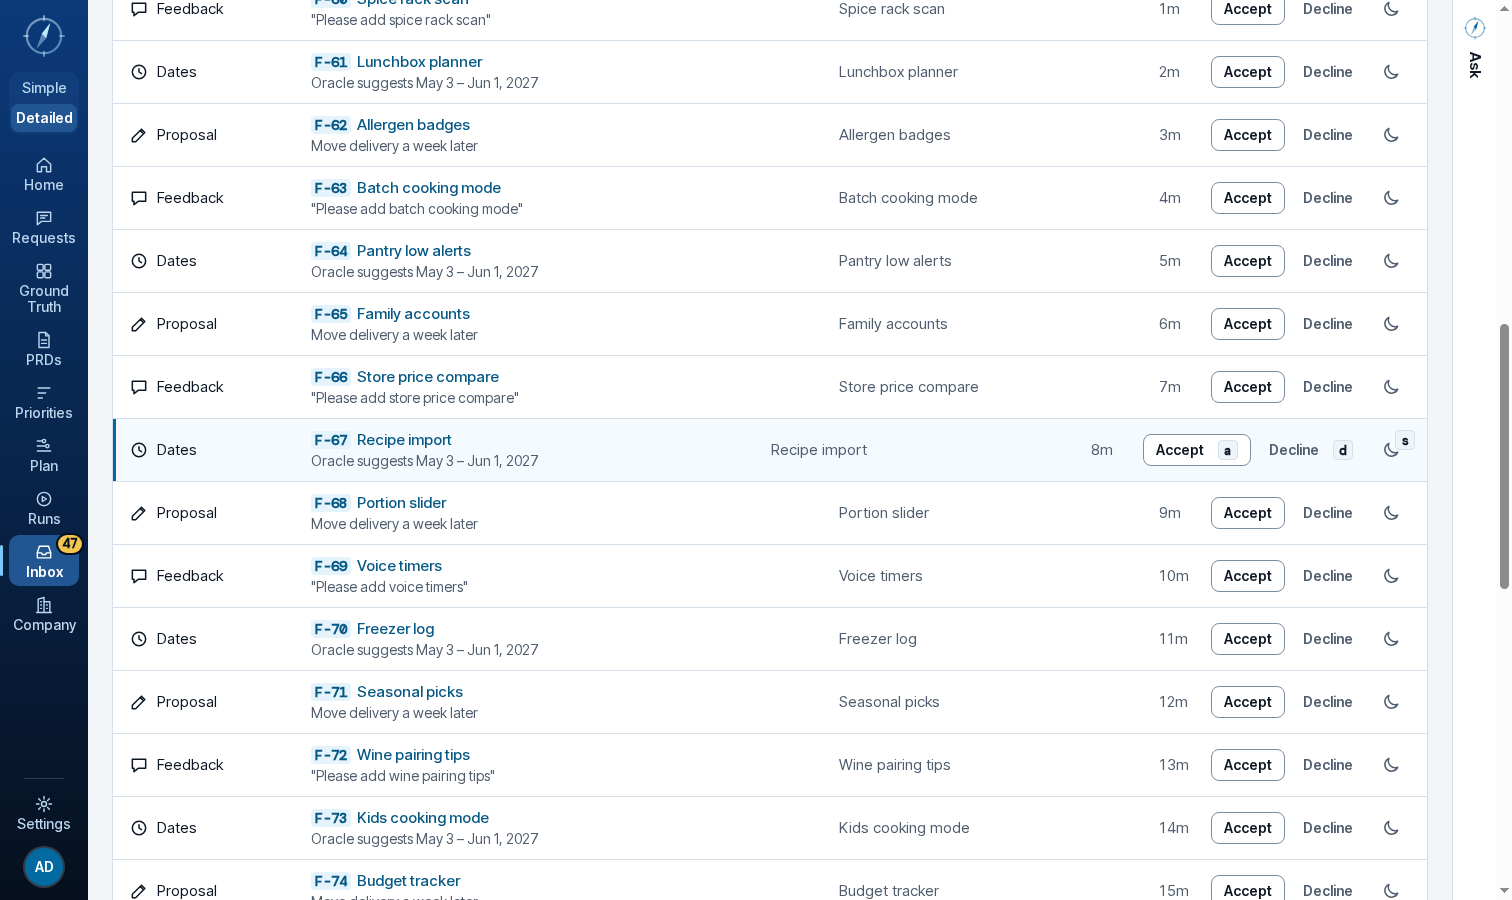 Simple
Detailed
Home
Requests
Ground
Truth
PRDs
Priorities
Plan
Runs
47
Inbox
Company
Settings
AD
Feedback F-60 Spice rack scan Spice rack scan 1m Accept Decline
"Please add spice rack scan"
Dates F-61 Lunchbox planner Lunchbox planner 2m Accept Decline
Oracle suggests May 3 – Jun 1, 2027
Proposal F-62 Allergen badges Allergen badges 3m Accept Decline
Move delivery a week later
Feedback F-63 Batch cooking mode Batch cooking mode 4m Accept Decline
"Please add batch cooking mode"
Dates F-64 Pantry low alerts Pantry low alerts 5m Accept Decline
Oracle suggests May 3 – Jun 1, 2027
Proposal F-65 Family accounts Family accounts 6m Accept Decline
Move delivery a week later
Feedback F-66 Store price compare Store price compare 7m Accept Decline
"Please add store price compare"
Dates F-67 Recipe import Recipe import 8m Accept a Decline d s
Oracle suggests May 3 – Jun 1, 2027
Proposal F-68 Portion slider Portion slider 9m Accept Decline
Move delivery a week later
Feedback F-69 Voice timers Voice timers 10m Accept Decline
"Please add voice timers"
Dates F-70 Freezer log Freezer log 11m Accept Decline
Oracle suggests May 3 – Jun 1, 2027
Proposal F-71 Seasonal picks Seasonal picks 12m Accept Decline
Move delivery a week later
Feedback F-72 Wine pairing tips Wine pairing tips 13m Accept Decline
"Please add wine pairing tips"
Dates F-73 Kids cooking mode Kids cooking mode 14m Accept Decline
Oracle suggests May 3 – Jun 1, 2027
Proposal F-74 Budget tracker Budget tracker 15m Accept Decline
Move delivery a week later
Ask